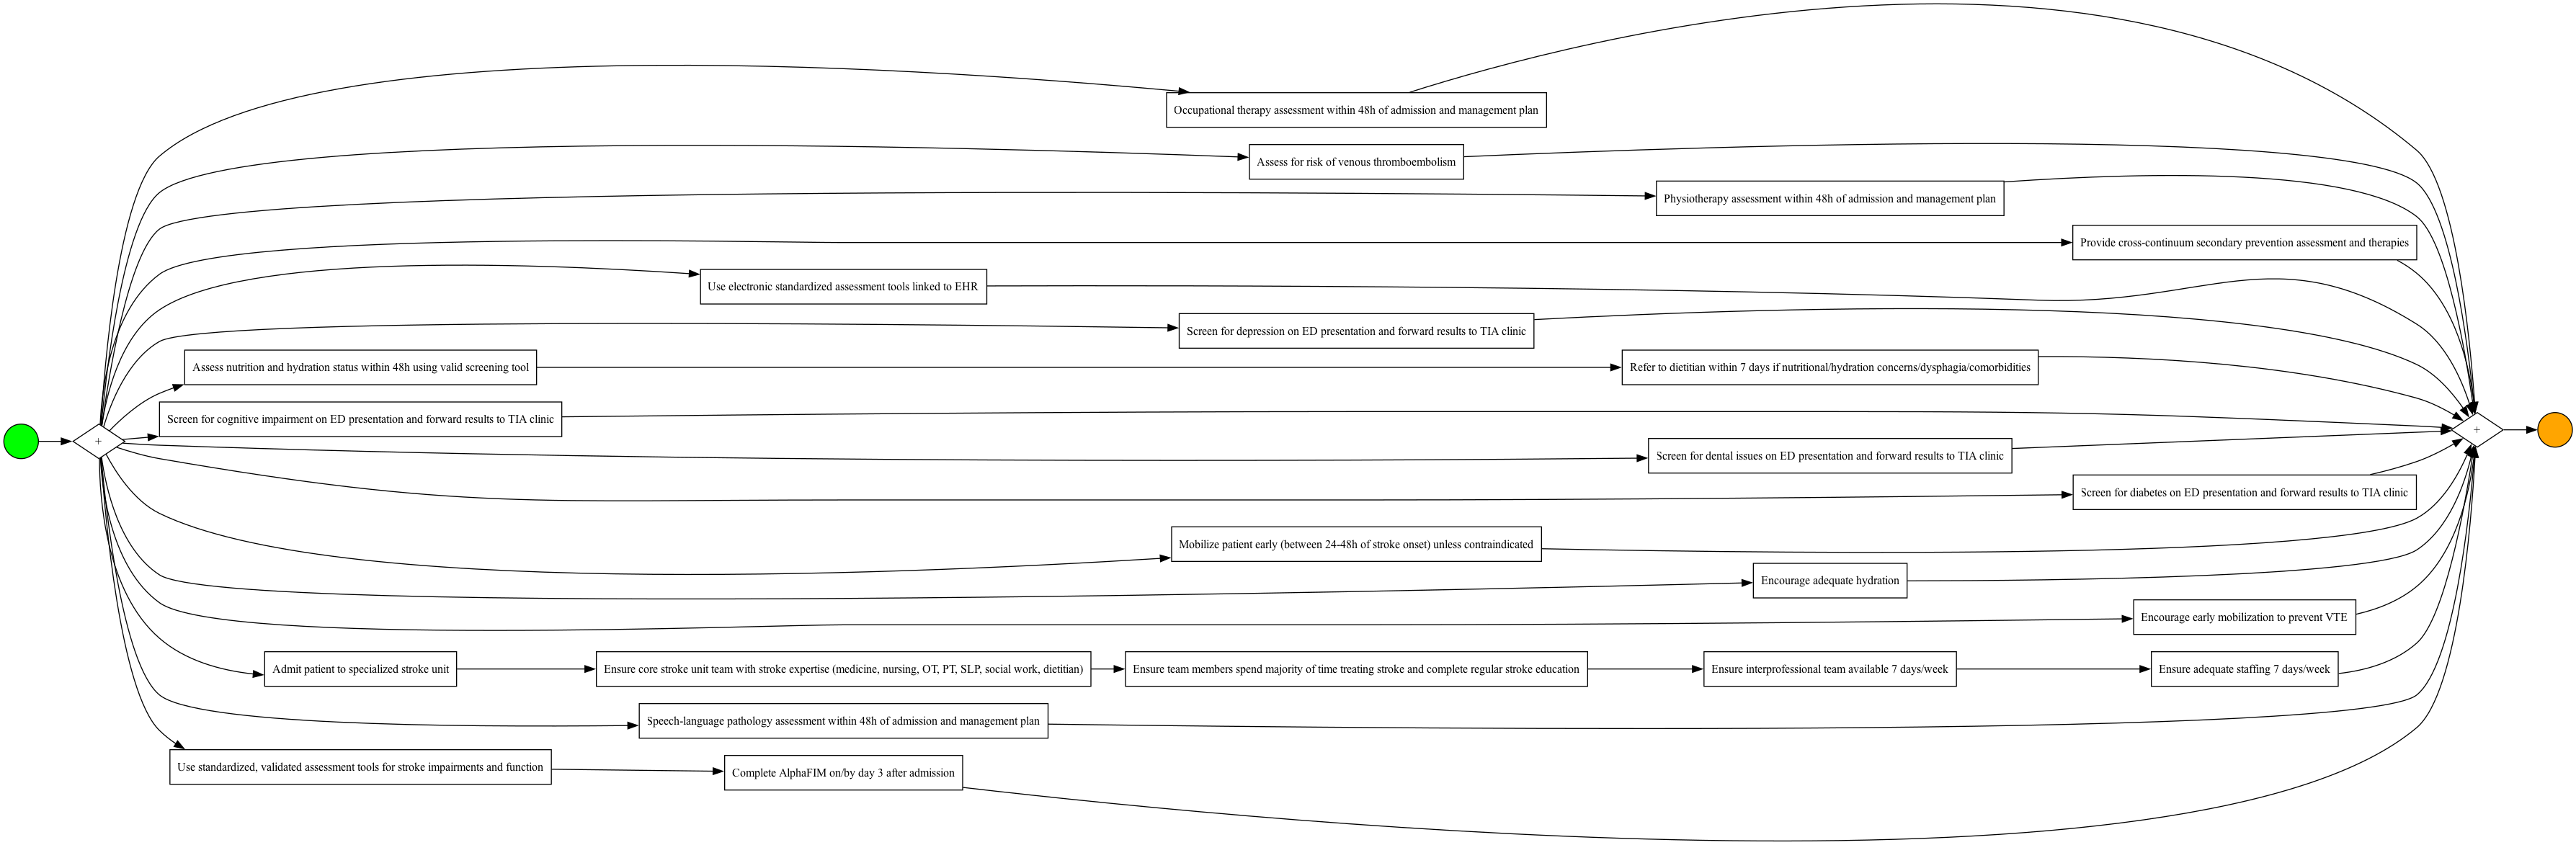 Occupational therapy assessment within 48h of admission and management plan
Assess for risk of venous thromboembolism
Physiotherapy assessment within 48h of admission and management plan
Provide cross-continuum secondary prevention assessment and therapies
Use electronic standardized assessment tools linked to EHR
Screen for depression on ED presentation and forward results to TIA clinic
Assess nutrition and hydration status within 48h using valid screening tool
Refer to dietitian within 7 days if nutritional/hydration concerns/dysphagia/comorbidities
Screen for cognitive impairment on ED presentation and forward results to TIA clinic
+
+
Screen for dental issues on ED presentation and forward results to TIA clinic
Screen for diabetes on ED presentation and forward results to TIA clinic
Mobilize patient early (between 24-48h of stroke onset) unless contraindicated
Encourage adequate hydration
Encourage early mobilization to prevent VTE
Admit patient to specialized stroke unit
Ensure core stroke unit team with stroke expertise (medicine, nursing, OT, PT, SLP, social work, dietitian)
Ensure team members spend majority of time treating stroke and complete regular stroke education
Ensure interprofessional team available 7 days/week
Ensure adequate staffing 7 days/week
Speech-language pathology assessment within 48h of admission and management plan
Use standardized, validated assessment tools for stroke impairments and function
Complete AlphaFIM on/by day 3 after admission